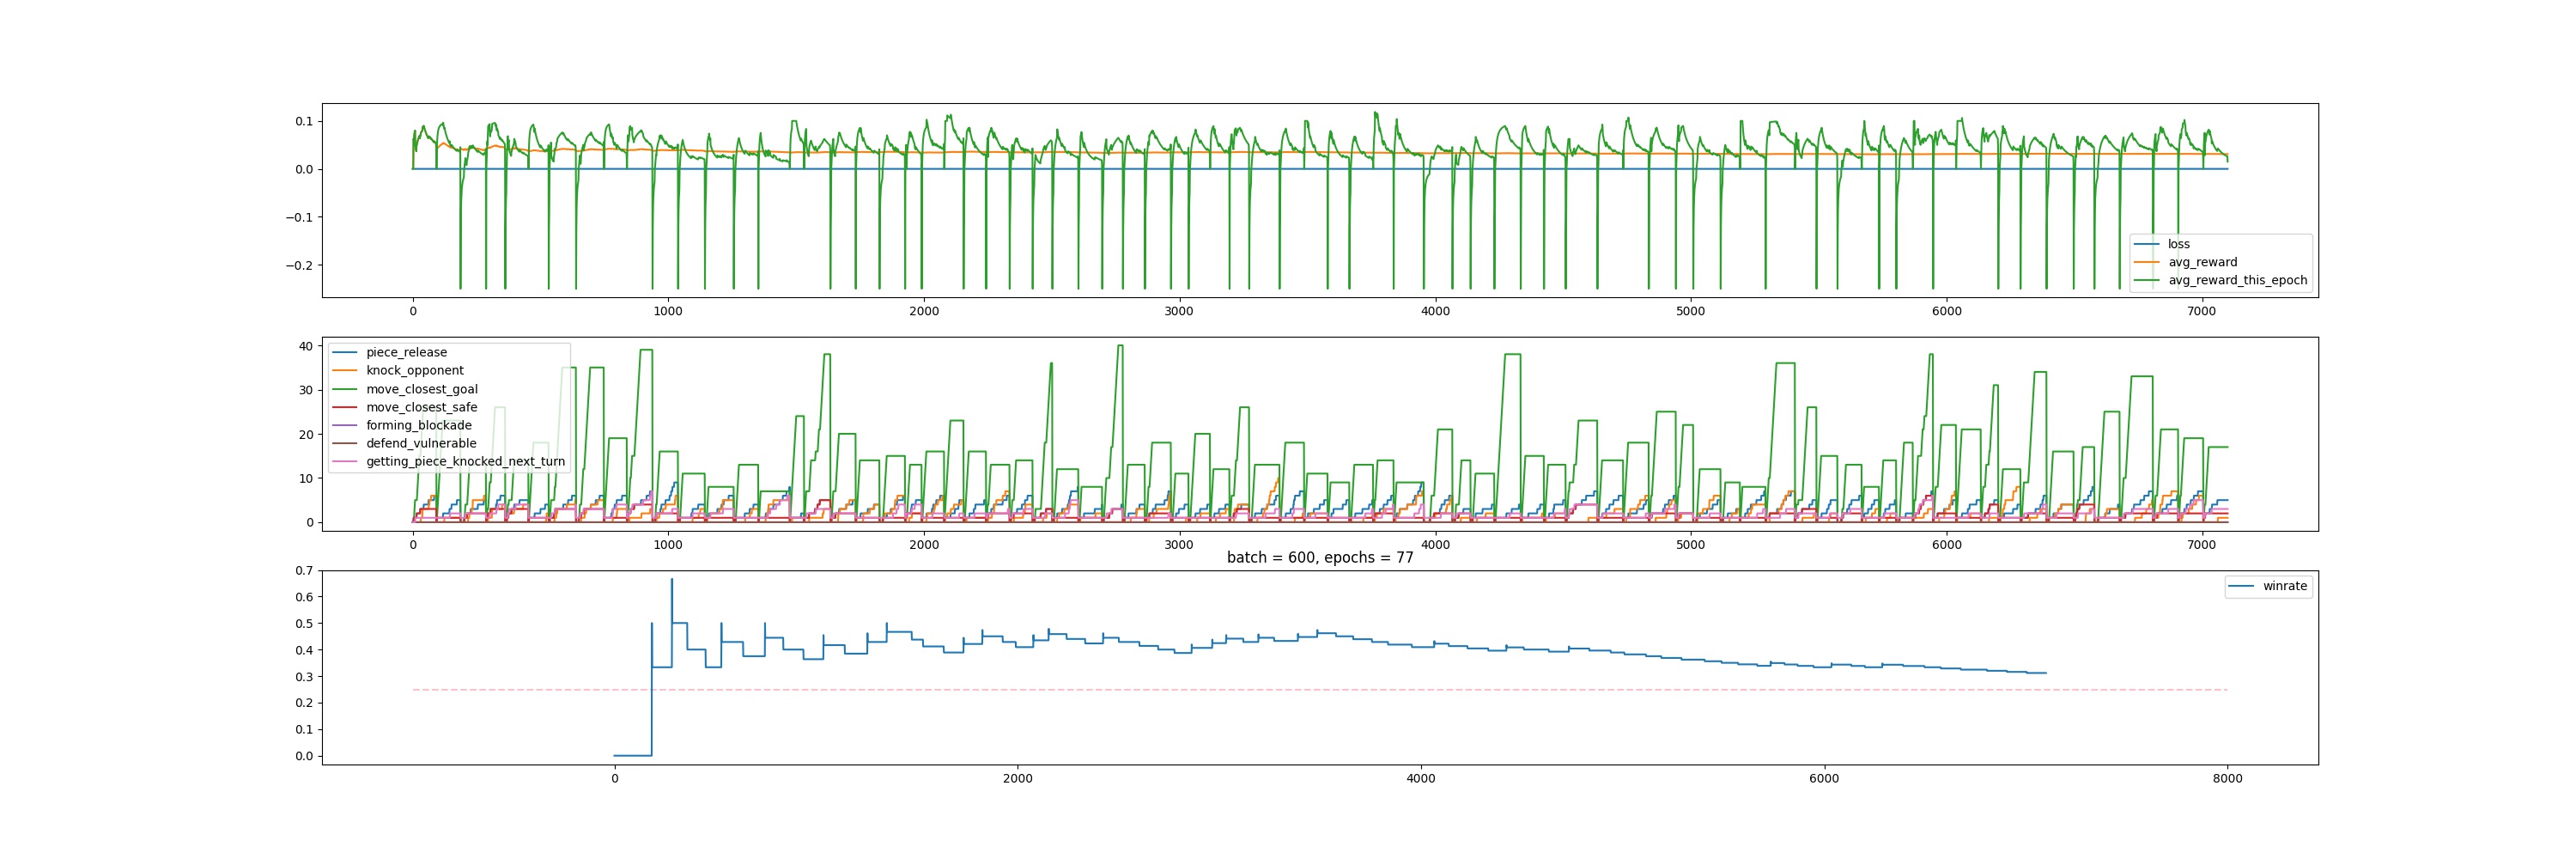 0.1
0.0
−0.1
−0.2
loss
avg_reward
avg_reward_this_epoch
0 1000 2000 3000 4000 5000 6000 7000
40
30
20
10
0
piece_release
knock_opponent
move_closest_goal
move_closest_safe
forming_blockade
defend_vulnerable
getting_piece_knocked_next_turn
0 1000 2000 3000 4000 5000 6000 7000
batch = 600, epochs = 77
0.7
0.6
0.5
0.4
0.3
0.2
0.1
0.0
winrate
0 2000 4000 6000 8000